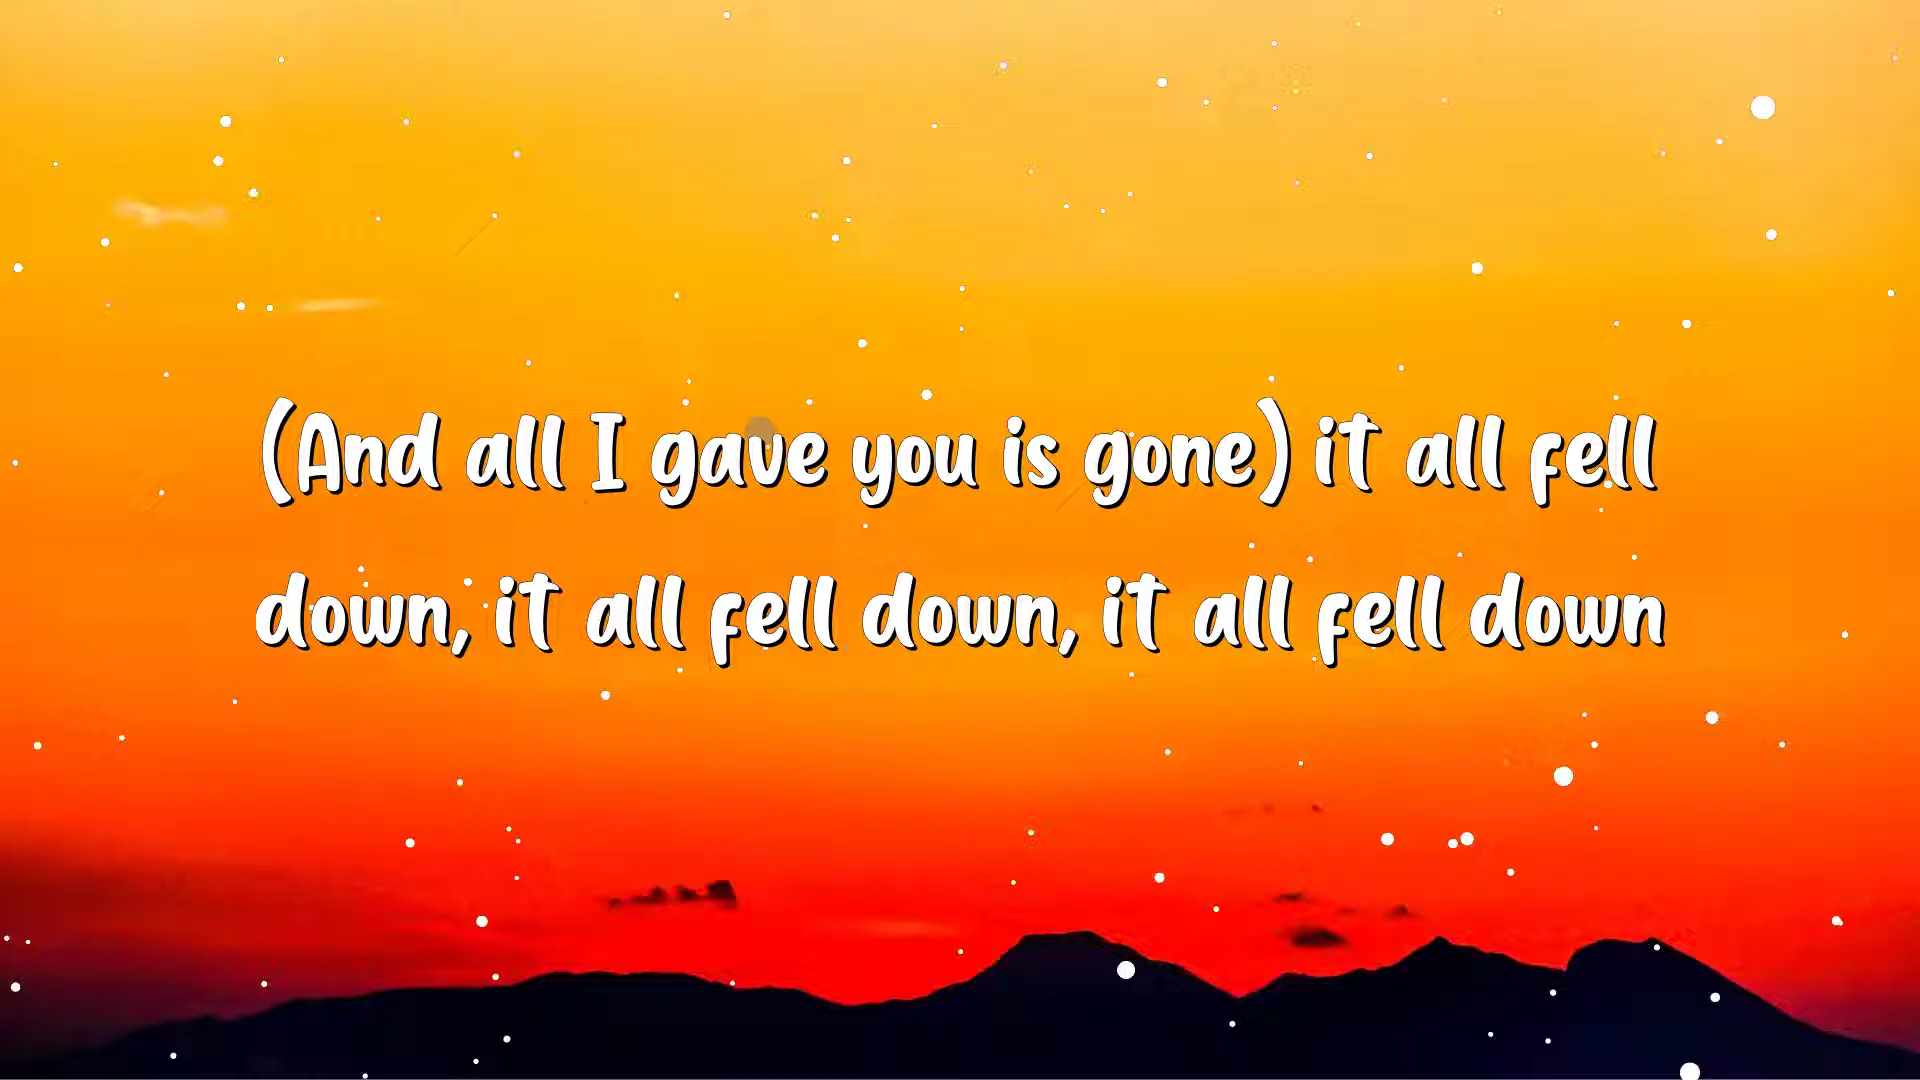 (And all I gave you is gone) it all fell
down, it all fell down, it all fell down